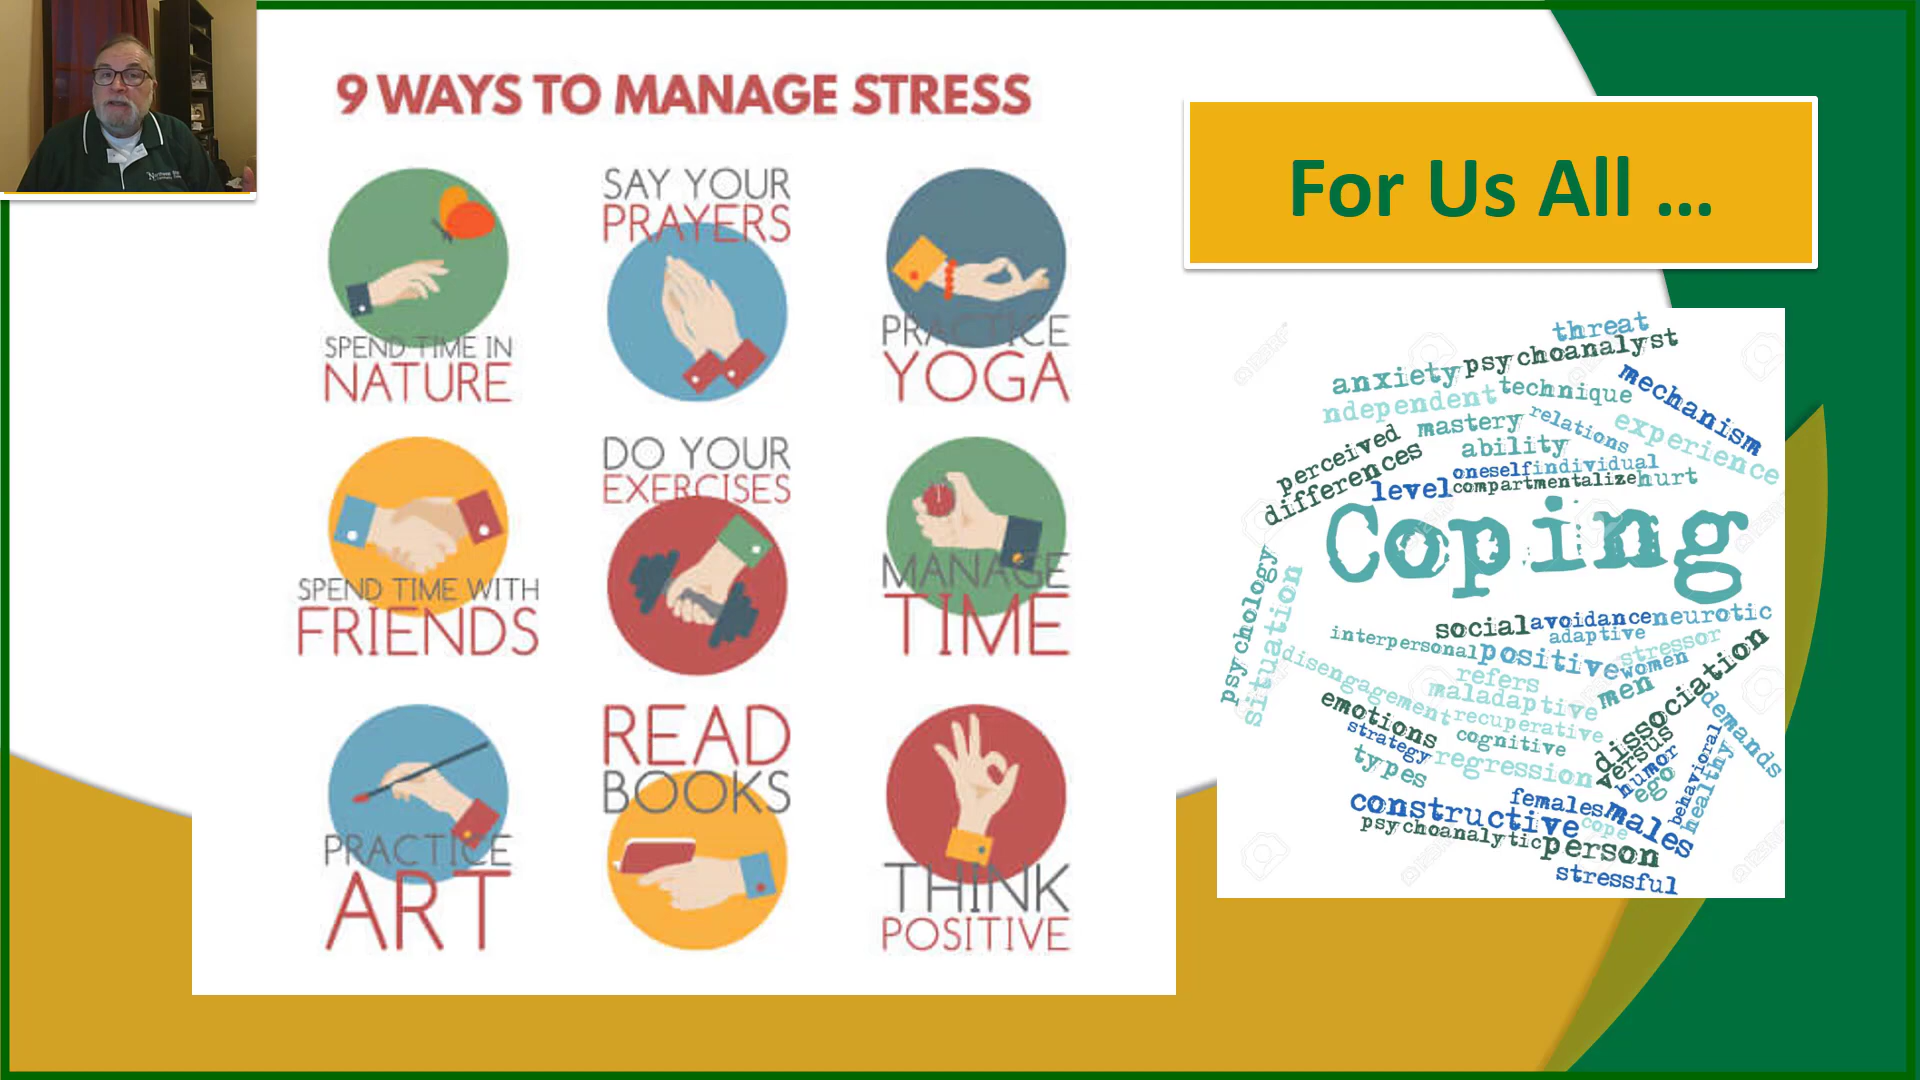 9 WAYS TO MANAGE STRESS
SPEND TIME IN
NATURE
SAY YOUR
PRAYERS
PRACTICE
YOGA
SPEND TIME WITH
FRIENDS
DO YOUR
EXERCISES
MANAGE
TIME
PRACTICE
ART
READ
BOOKS
THINK
POSITIVE
For Us All ...
threat
psychoanalyst
anxiety
mechanism
technique
ndependent
mastery
relations
experience
perceived
ability
differences
oneself
individual
level
compartmentalize
hurt
Coping
psychology
situation
social
avoidance
neurotic
interpersonal
adaptive
stressor
positive
women
disengagement
refers
men
dissociation
maladaptive
demands
emotions
recuperative
strategy
cognitive
versus
humor
ego
behavioral
healthy
types
regression
females
males
constructive
cope
psychoanalytic
person
stressful